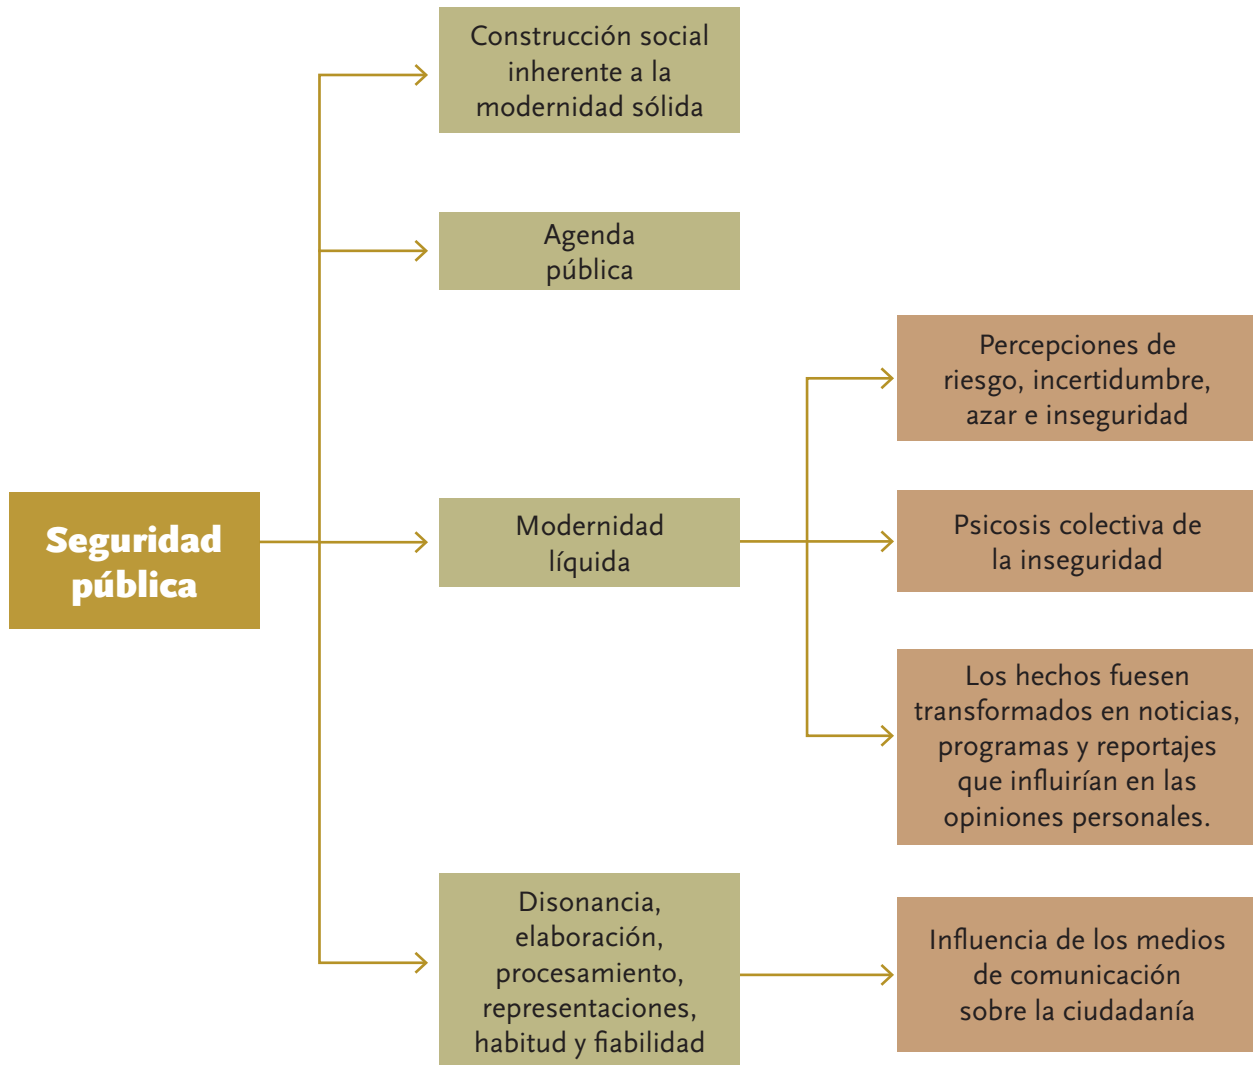 Construcción social
inherente a la
modernidad sólida
Agenda
pública
Percepciones de
riesgo, incertidumbre,
azar e inseguridad
Seguridad
pública
Modernidad
líquida
Psicosis colectiva de
la inseguridad
Los hechos fuesen
transformados en noticias,
programas y reportajes
que influirían en las
opiniones personales.
Disonancia,
elaboración,
procesamiento,
representaciones,
habitud y fiabilidad
Influencia de los medios
de comunicación
sobre la ciudadanía